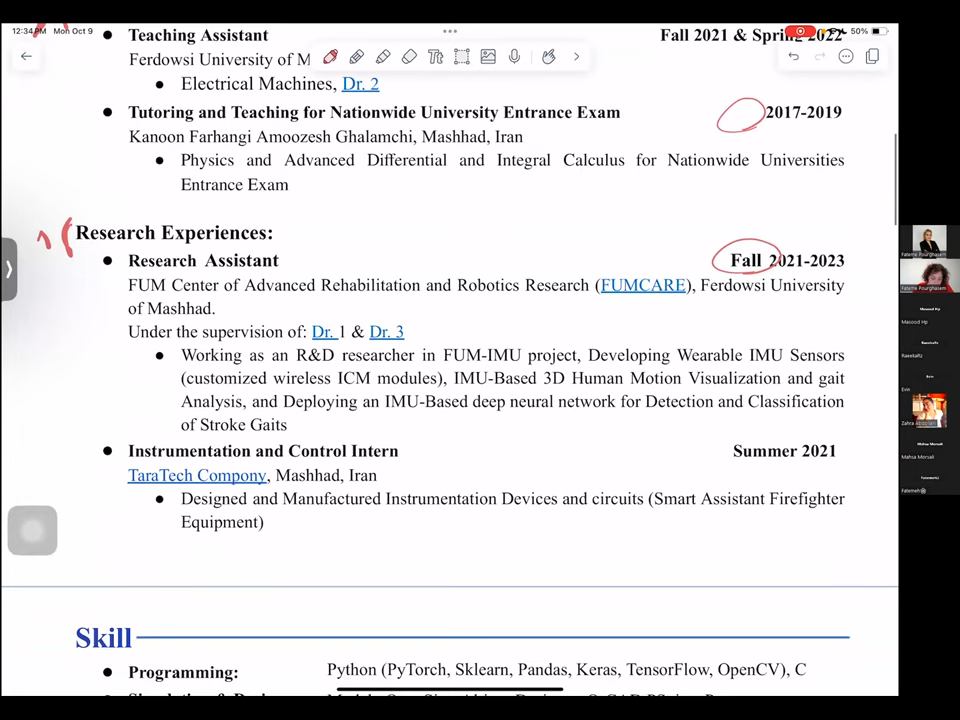 12:34 PM Mon Oct 9
50%
Teaching Assistant Fall 2021 & Spring 2022
Ferdowsi University of M
Electrical Machines, Dr. 2
Tutoring and Teaching for Nationwide University Entrance Exam 2017-2019
Kanoon Farhangi Amoozesh Ghalamchi, Mashhad, Iran
Physics and Advanced Differential and Integral Calculus for Nationwide Universities
Entrance Exam
Research Experiences:
Research Assistant Fall 2021-2023
FUM Center of Advanced Rehabilitation and Robotics Research (FUMCARE), Ferdowsi University
of Mashhad.
Under the supervision of: Dr. 1 & Dr. 3
Working as an R&D researcher in FUM-IMU project, Developing Wearable IMU Sensors
(customized wireless ICM modules), IMU-Based 3D Human Motion Visualization and gait
Analysis, and Deploying an IMU-Based deep neural network for Detection and Classification
of Stroke Gaits
Instrumentation and Control Intern Summer 2021
TaraTech Compony, Mashhad, Iran
Designed and Manufactured Instrumentation Devices and circuits (Smart Assistant Firefighter
Equipment)
Skill
Programming: Python (PyTorch, Sklearn, Pandas, Keras, TensorFlow, OpenCV), C
Fateme Pourghasem
Fateme Pourghasem
Masood Hp
Evin
Zahra Abdollahi
Mahsa Morsali